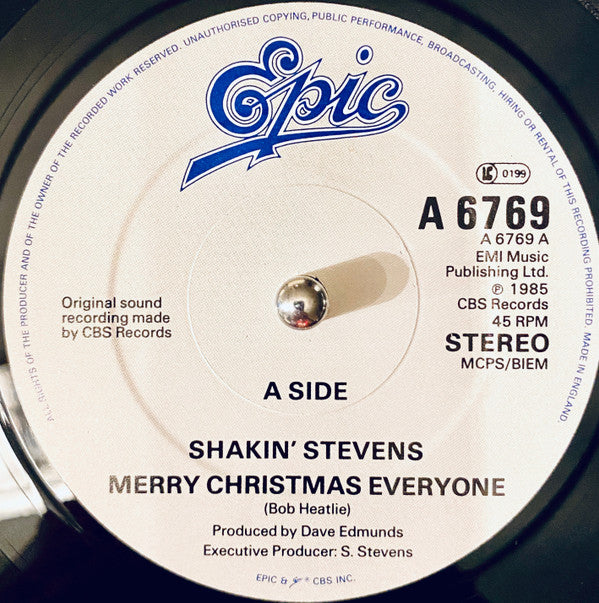 ALL RIGHTS OF THE PRODUCER AND OF THE OWNER OF THE RECORDED WORK RESERVED. UNAUTHORISED COPYING, PUBLIC PERFORMANCE, BROADCASTING, HIRING OR RENTAL OF THIS RECORDING PROHIBITED. MADE IN ENGLAND.
Epic
LC 0199
A 6769
A 6769 A
EMI Music
Publishing Ltd.
℗ 1985
CBS Records
45 RPM
STEREO
MCPS/BIEM
Original sound
recording made
by CBS Records
A SIDE
SHAKIN' STEVENS
MERRY CHRISTMAS EVERYONE
(Bob Heatlie)
Produced by Dave Edmunds
Executive Producer: S. Stevens
EPIC & ® CBS INC.